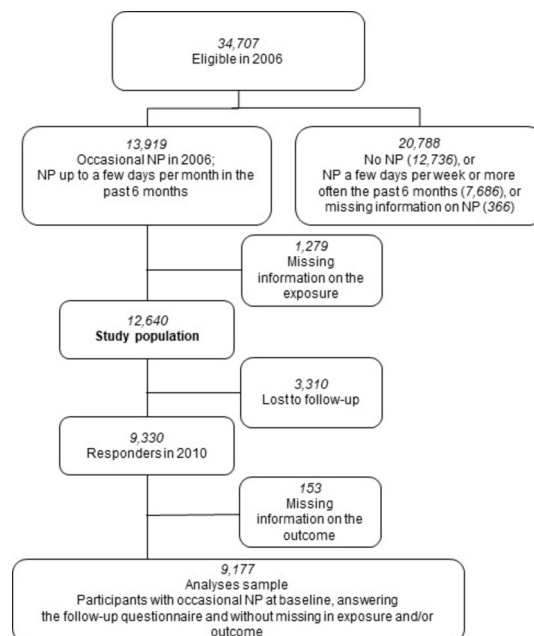 34,707
Eligible in 2006
13,919
Occasional NP in 2006;
NP up to a few days per month in the
past 6 months
20,788
No NP (12,736), or
NP a few days per week or more
often the past 6 months (7,686), or
missing information on NP (366)
1,279
Missing
information on the
exposure
12,640
Study population
3,310
Lost to follow-up
9,330
Responders in 2010
153
Missing
information on the
outcome
9,177
Analyses sample
Participants with occasional NP at baseline, answering
the follow-up questionnaire and without missing in exposure and/or
outcome